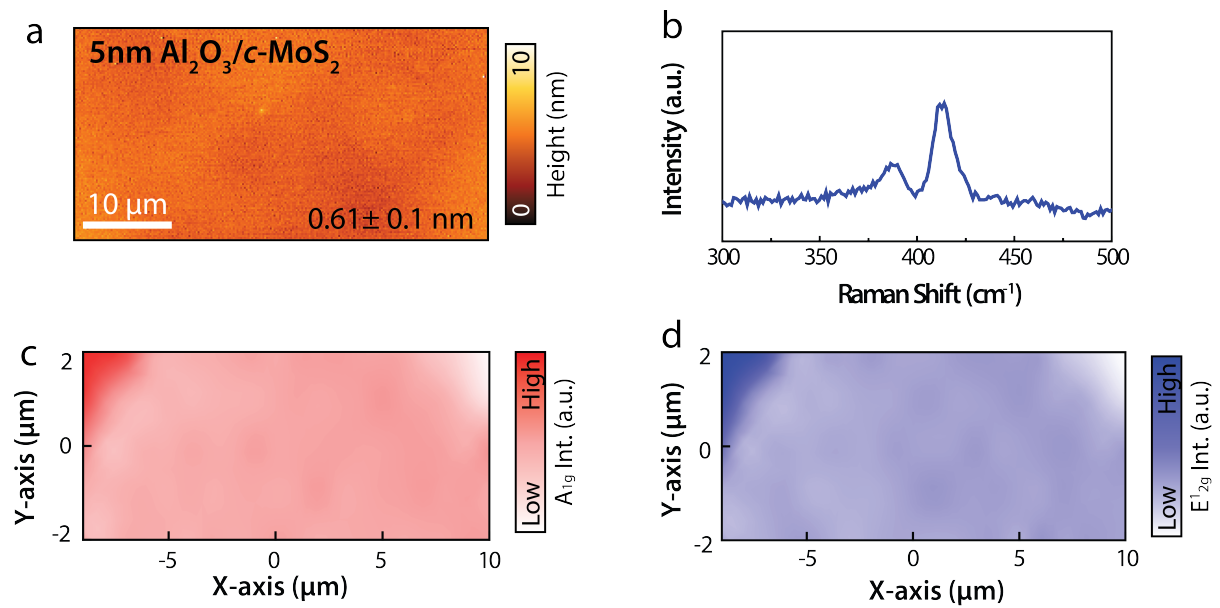 a
5nm Al₂O₃/c-MoS₂
10 μm
0.61± 0.1 nm
10
0
Height (nm)
b
Intensity (a.u.)
300 350 400 450 500
Raman Shift (cm⁻¹)
c
2
0
-2
Y-axis (μm)
-5 0 5 10
X-axis (μm)
High
Low
A₁g Int. (a.u.)
d
2
0
-2
Y-axis (μm)
-5 0 5 10
X-axis (μm)
High
Low
E¹₂g Int. (a.u.)